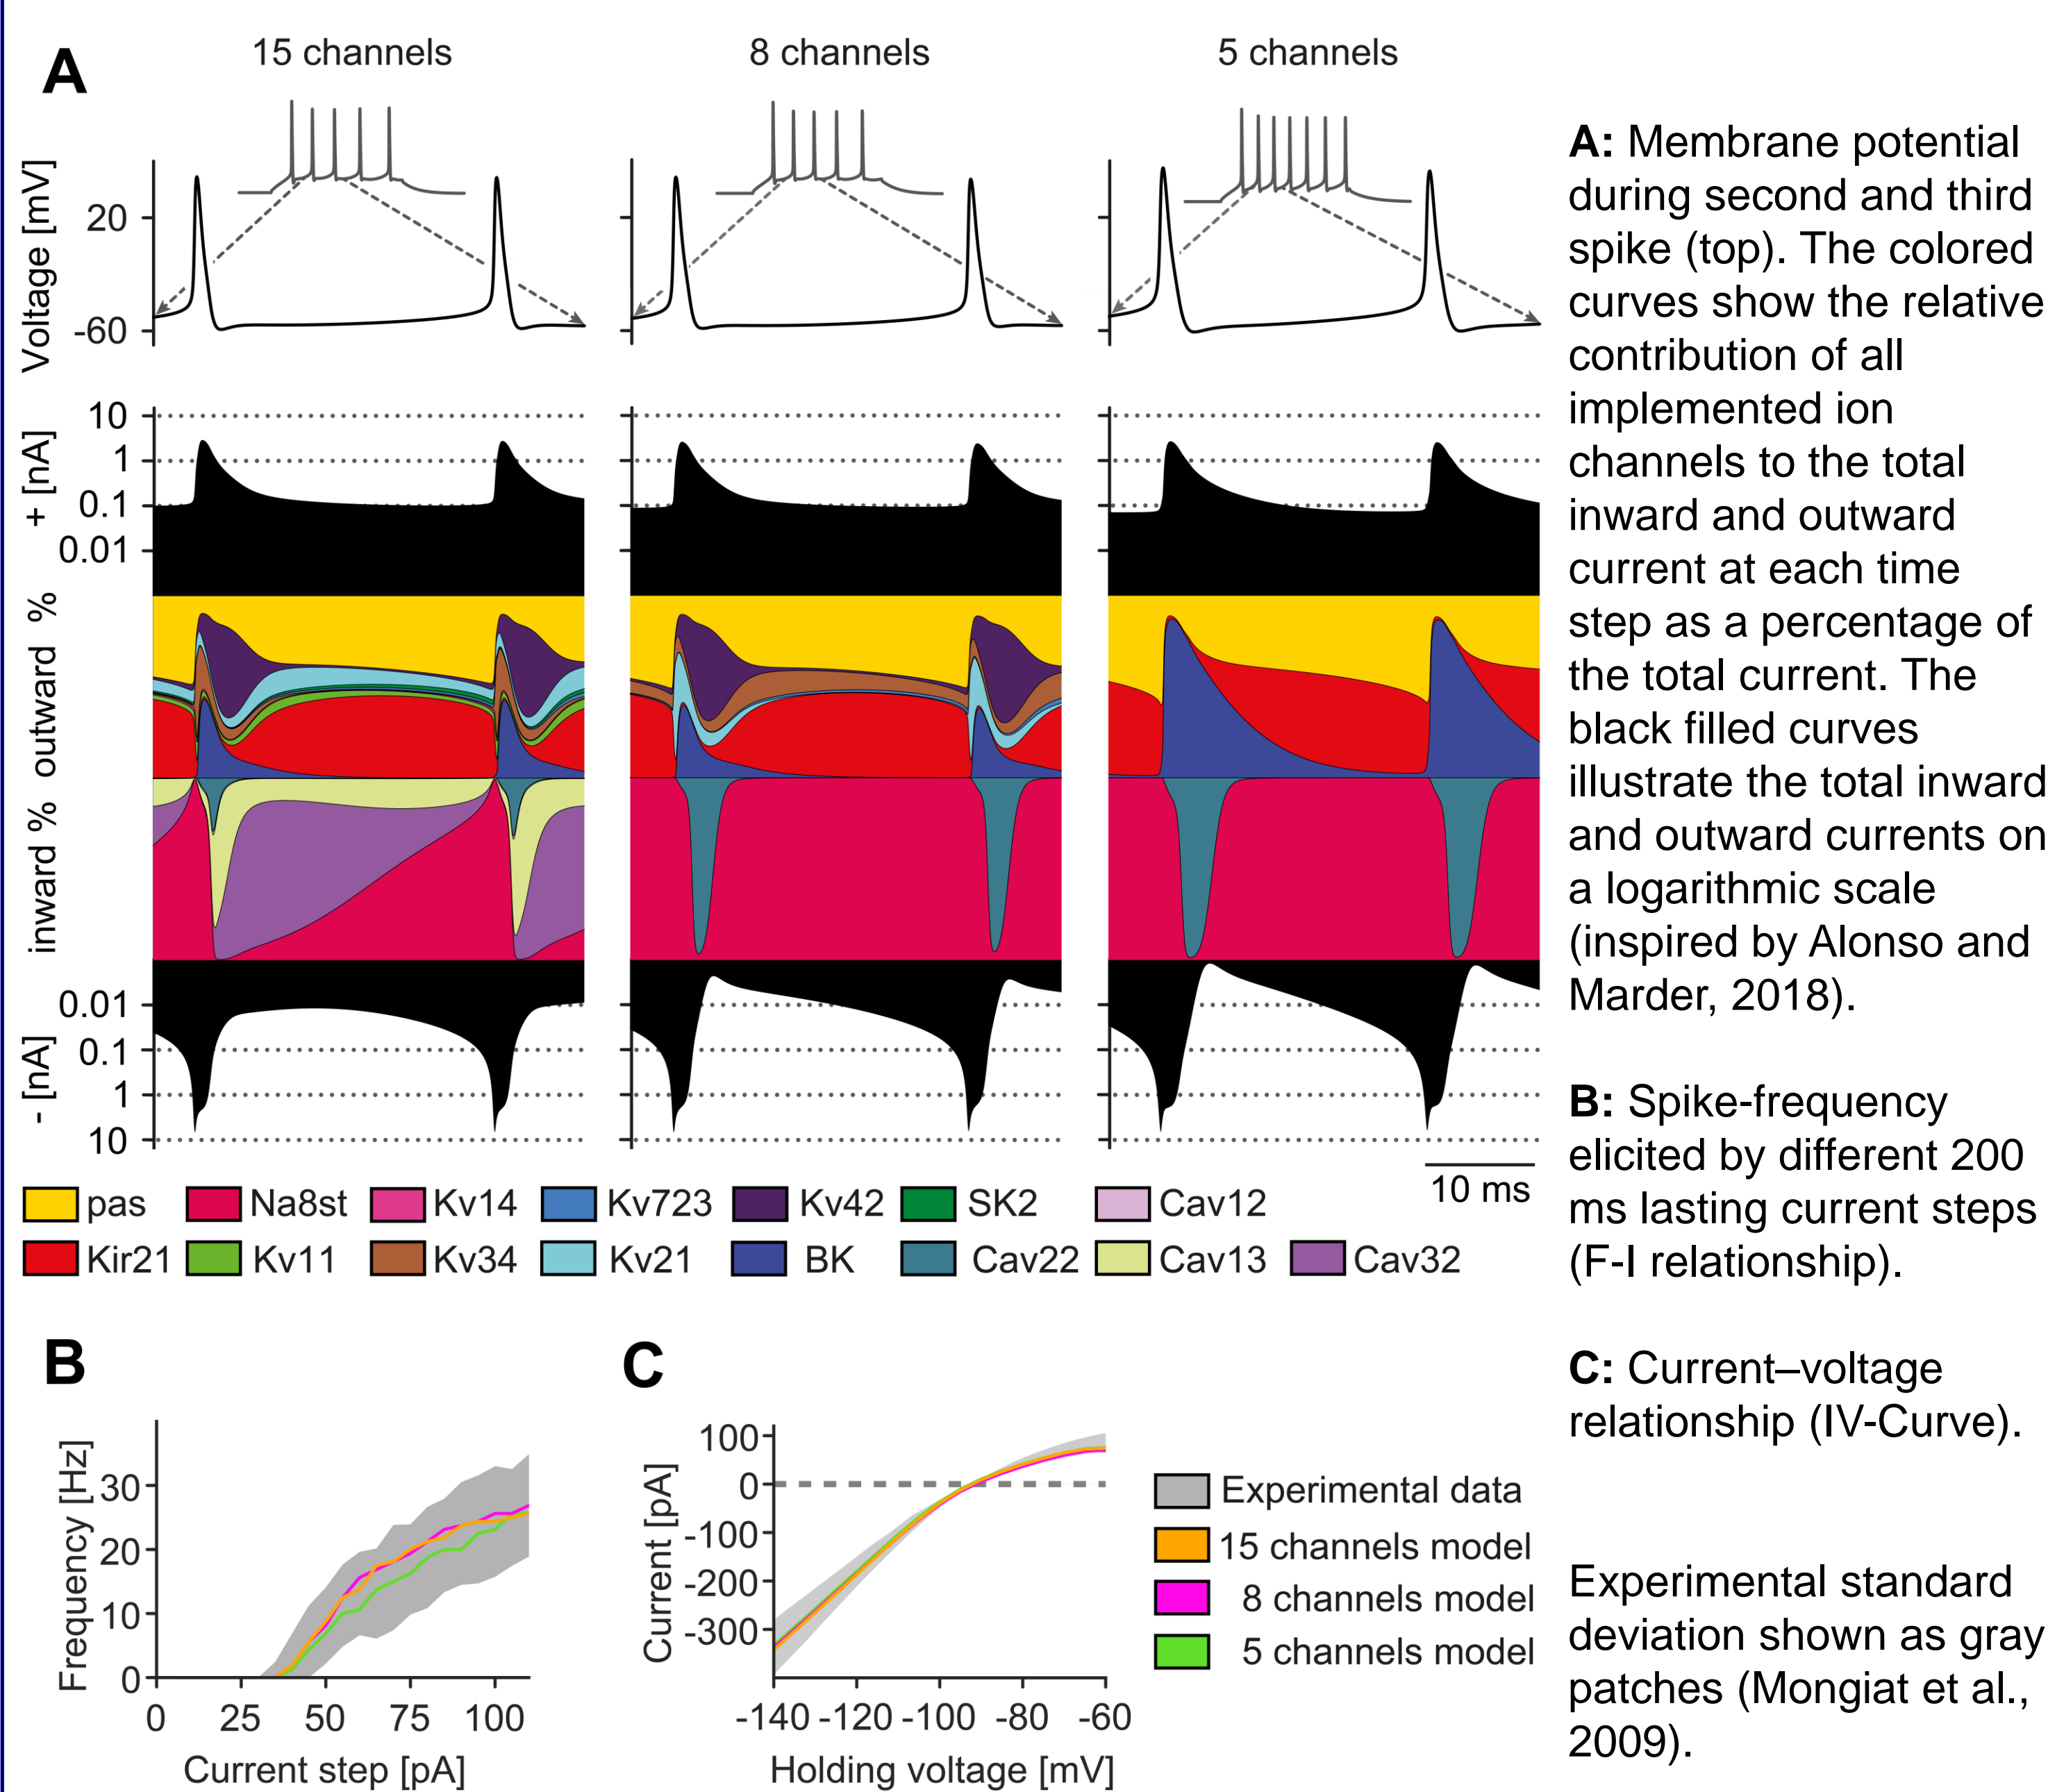 A
15 channels
8 channels
5 channels
Voltage [mV]
20
-60
+ [nA]
10
1
0.1
0.01
outward %
inward %
- [nA]
0.01
0.1
1
10
10 ms
pas
Na8st
Kv14
Kv723
Kv42
SK2
Cav12
Kir21
Kv11
Kv34
Kv21
BK
Cav22
Cav13
Cav32
A: Membrane potential
during second and third
spike (top). The colored
curves show the relative
contribution of all
implemented ion
channels to the total
inward and outward
current at each time
step as a percentage of
the total current. The
black filled curves
illustrate the total inward
and outward currents on
a logarithmic scale
(inspired by Alonso and
Marder, 2018).
B: Spike-frequency
elicited by different 200
ms lasting current steps
(F-I relationship).
C: Current–voltage
relationship (IV-Curve).
Experimental standard
deviation shown as gray
patches (Mongiat et al.,
2009).
B
Frequency [Hz]
30
20
10
0
0 25 50 75 100
Current step [pA]
C
Current [pA]
100
0
-100
-200
-300
-140 -120 -100 -80 -60
Holding voltage [mV]
Experimental data
15 channels model
8 channels model
5 channels model